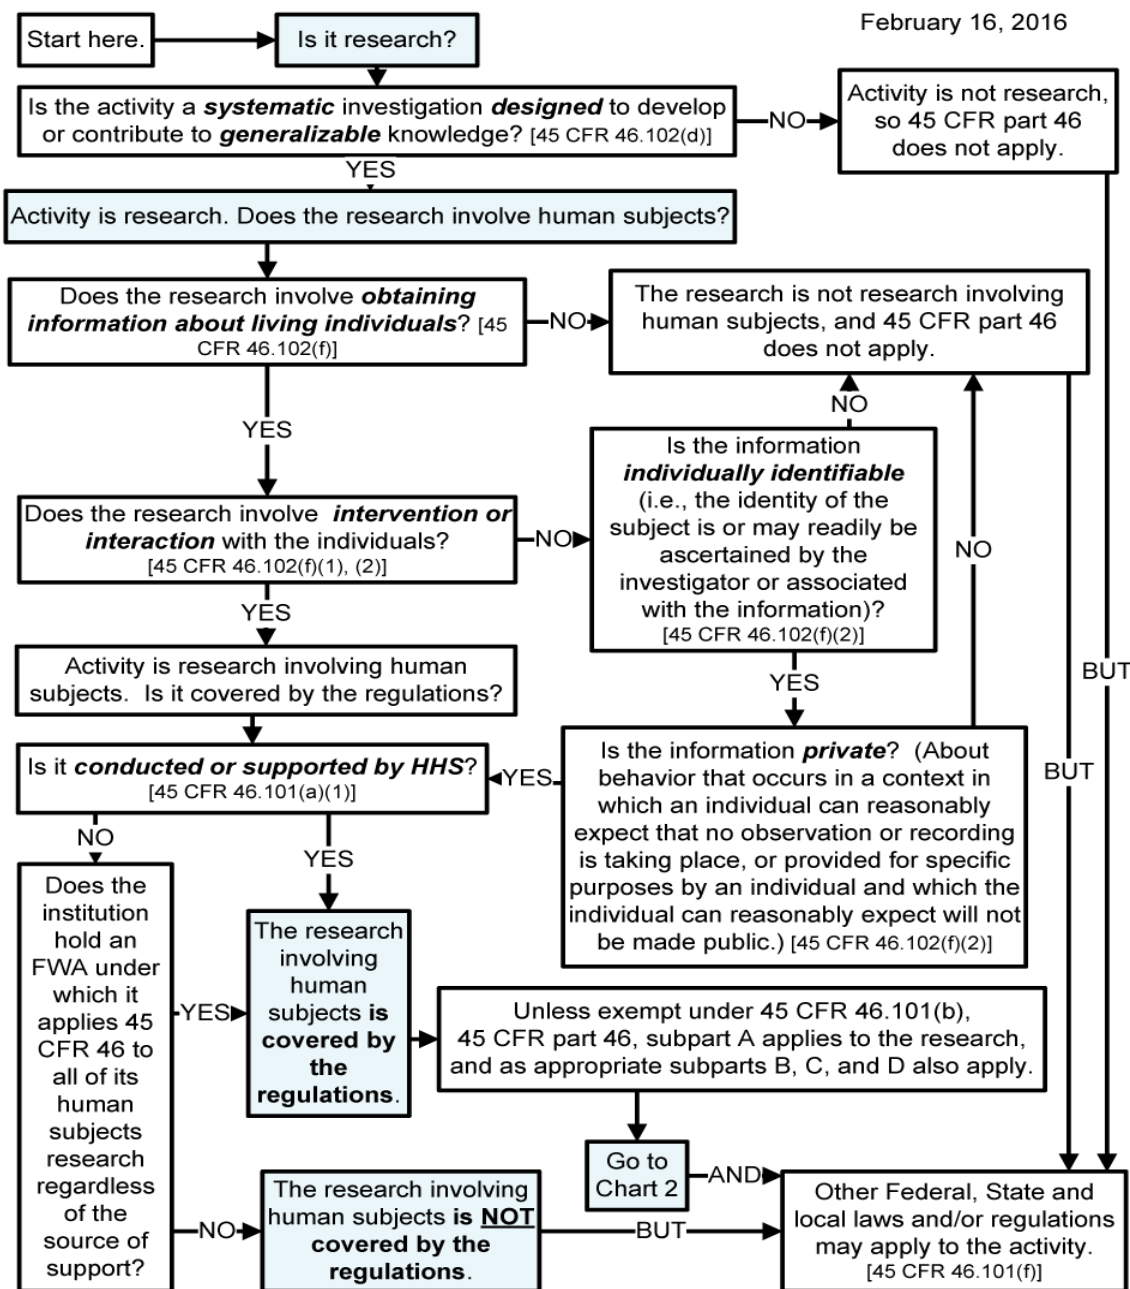 February 16, 2016
Start here.
Is it research?
Is the activity a systematic investigation designed to develop
or contribute to generalizable knowledge? [45 CFR 46.102(d)]
NO
Activity is not research,
so 45 CFR part 46
does not apply.
YES
Activity is research. Does the research involve human subjects?
Does the research involve obtaining
information about living individuals? [45
CFR 46.102(f)]
NO
The research is not research involving
human subjects, and 45 CFR part 46
does not apply.
YES
NO
Is the information
individually identifiable
(i.e., the identity of the
subject is or may readily be
ascertained by the
investigator or associated
with the information)?
[45 CFR 46.102(f)(2)]
NO
Does the research involve intervention or
interaction with the individuals?
[45 CFR 46.102(f)(1), (2)]
NO
YES
YES
BUT
Activity is research involving human
subjects. Is it covered by the regulations?
Is it conducted or supported by HHS?
[45 CFR 46.101(a)(1)]
YES
Is the information private? (About
behavior that occurs in a context in
which an individual can reasonably
expect that no observation or recording
is taking place, or provided for specific
purposes by an individual and which the
individual can reasonably expect will not
be made public.) [45 CFR 46.102(f)(2)]
BUT
NO
YES
Does the
institution
hold an
FWA under
which it
applies 45
CFR 46 to
all of its
human
subjects
research
regardless
of the
source of
support?
YES
The research
involving
human
subjects is
covered by
the
regulations.
Unless exempt under 45 CFR 46.101(b),
45 CFR part 46, subpart A applies to the research,
and as appropriate subparts B, C, and D also apply.
Go to
Chart 2
AND
NO
The research involving
human subjects is NOT
covered by the
regulations.
BUT
Other Federal, State and
local laws and/or regulations
may apply to the activity.
[45 CFR 46.101(f)]